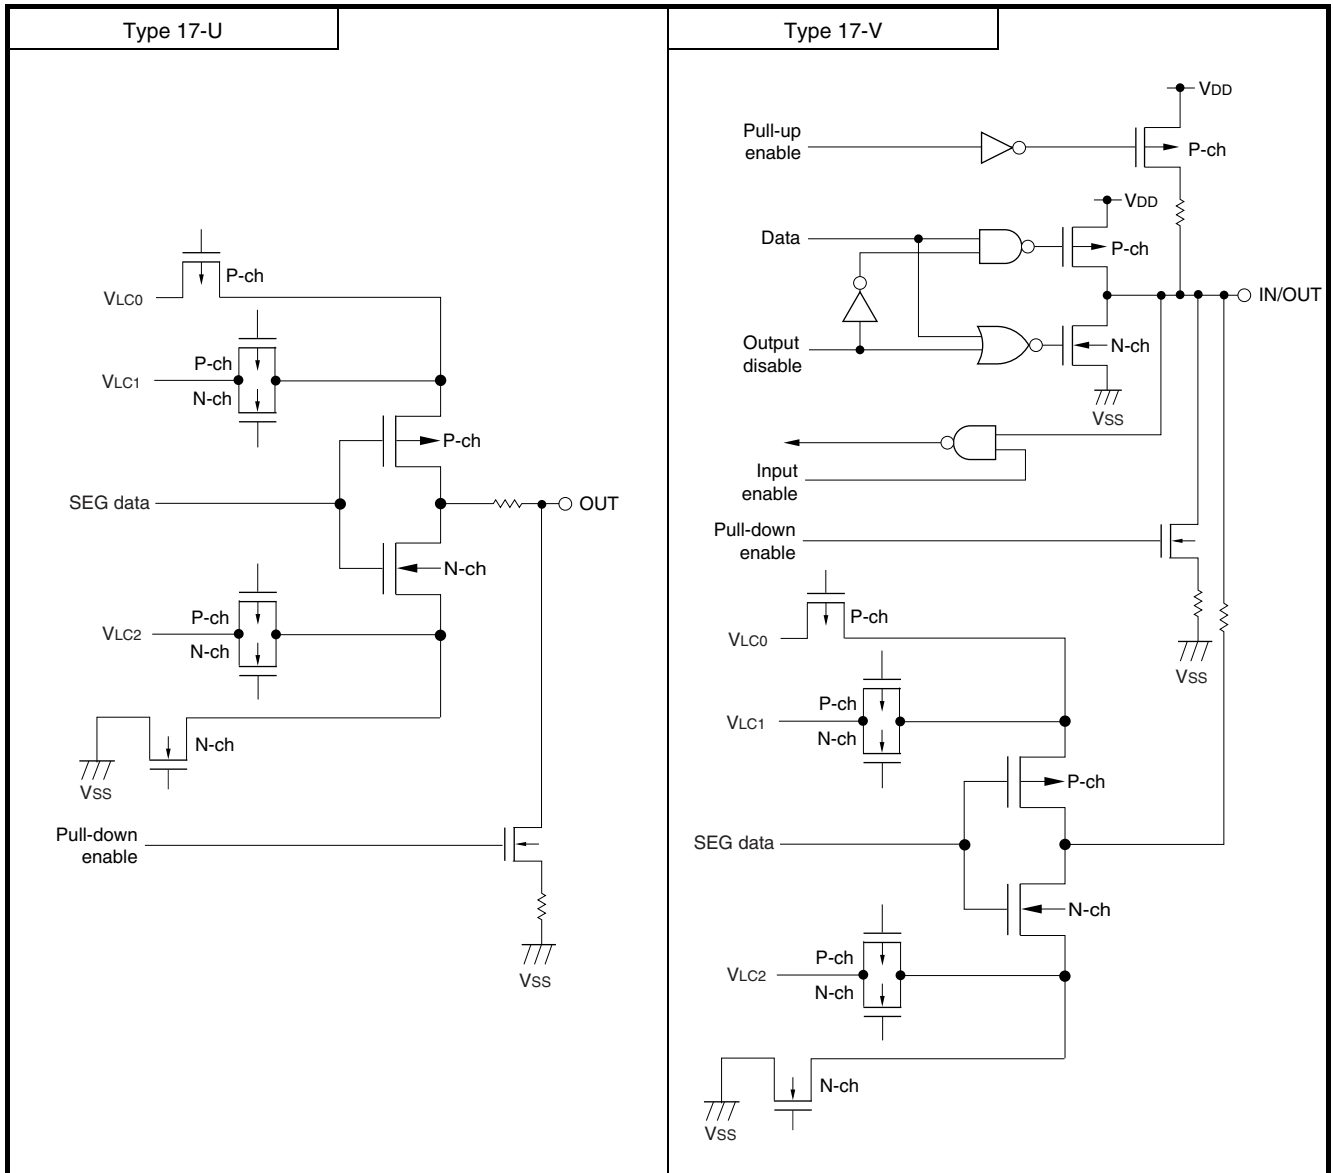 Type 17-U
P-ch
VLC0
P-ch
VLC1
N-ch
P-ch
SEG data
OUT
N-ch
P-ch
VLC2
N-ch
N-ch
VSS
Pull-down
enable
VSS
Type 17-V
VDD
Pull-up
enable
P-ch
VDD
Data
P-ch
IN/OUT
Output
disable
N-ch
VSS
Input
enable
Pull-down
enable
P-ch
VLC0
VSS
P-ch
VLC1
N-ch
P-ch
SEG data
N-ch
P-ch
VLC2
N-ch
N-ch
VSS